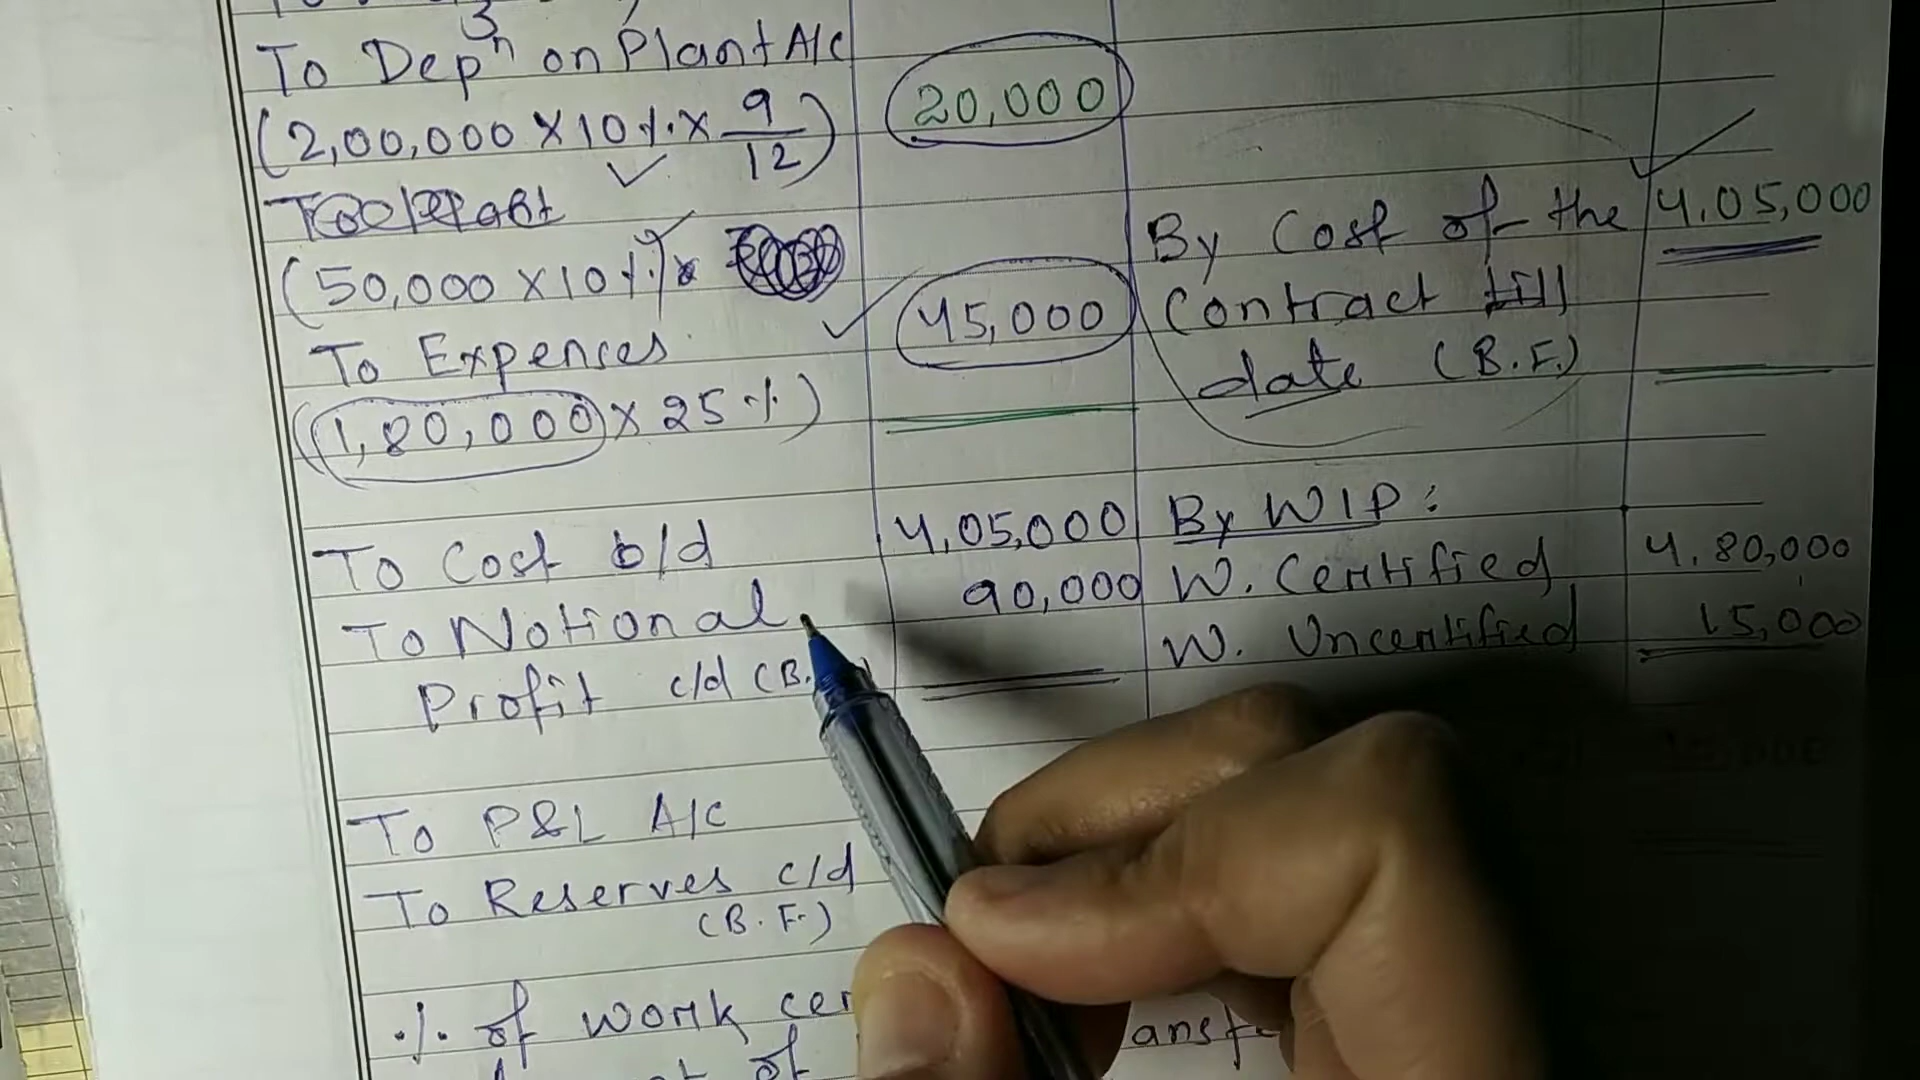 3
To Depn on Plant A/c
(2,00,000 X 10%. X 9/12) 20,000
(50,000 X 10%) x
To Expenses 45,000
(1,80,000 X 25%)
By Cost of the 4,05,000
Contract till
date (B.F.)
To Cost b/d 4,05,000 By WIP:
To Notional 90,000 W. Certified 4,80,000
Profit c/d (B. W. Uncertified 15,000
To P&L A/c
To Reserves c/d
(B.F.)
%. of work cer
of
ansf